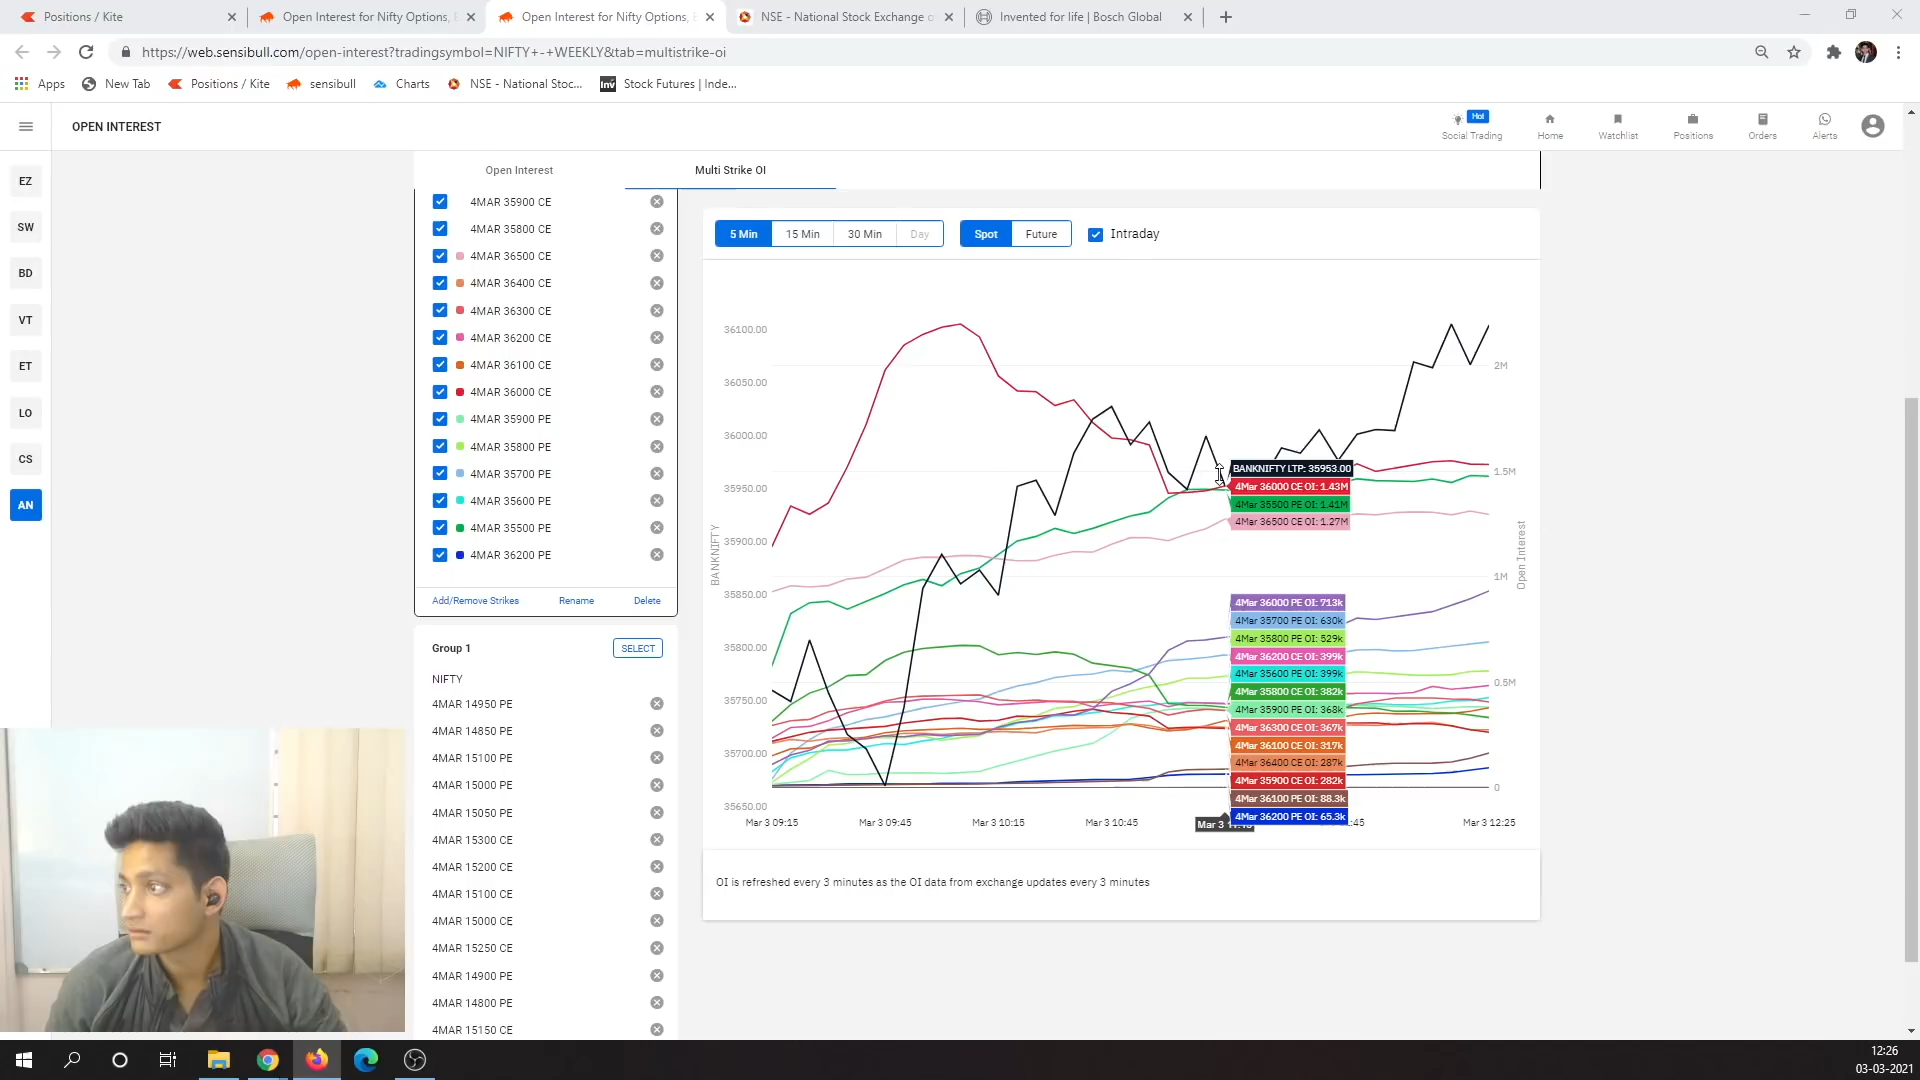 Positions / Kite
Open Interest for Nifty Options, E
Open Interest for Nifty Options, E
NSE - National Stock Exchange o
Invented for life | Bosch Global
https://web.sensibull.com/open-interest?tradingsymbol=NIFTY+-+WEEKLY&tab=multistrike-oi
Apps
New Tab
Positions / Kite
sensibull
Charts
NSE - National Stoc...
Inv
Stock Futures | Inde...
OPEN INTEREST
Hot
Social Trading
Home
Watchlist
Positions
Orders
Alerts
EZ
SW
BD
VT
ET
LO
CS
AN
Open Interest
Multi Strike OI
4MAR 35900 CE
4MAR 35800 CE
4MAR 36500 CE
4MAR 36400 CE
4MAR 36300 CE
4MAR 36200 CE
4MAR 36100 CE
4MAR 36000 CE
4MAR 35900 PE
4MAR 35800 PE
4MAR 35700 PE
4MAR 35600 PE
4MAR 35500 PE
4MAR 36200 PE
Add/Remove Strikes
Rename
Delete
Group 1
SELECT
NIFTY
4MAR 14950 PE
4MAR 14850 PE
4MAR 15100 PE
4MAR 15000 PE
4MAR 15050 PE
4MAR 15300 CE
4MAR 15200 CE
4MAR 15100 CE
4MAR 15000 CE
4MAR 15250 CE
4MAR 14900 PE
4MAR 14800 PE
4MAR 15150 CE
5 Min
15 Min
30 Min
Day
Spot
Future
Intraday
36100.00
36050.00
36000.00
35950.00
35900.00
35850.00
35800.00
35750.00
35700.00
35650.00
BANKNIFTY
2M
1.5M
1M
0.5M
0
Open Interest
BANKNIFTY LTP: 35953.00
4Mar 36000 CE OI: 1.43M
4Mar 35500 PE OI: 1.41M
4Mar 36500 CE OI: 1.27M
4Mar 36000 PE OI: 713k
4Mar 35700 PE OI: 630k
4Mar 35800 PE OI: 529k
4Mar 36200 CE OI: 399k
4Mar 35600 PE OI: 399k
4Mar 35800 CE OI: 382k
4Mar 35900 PE OI: 368k
4Mar 36300 CE OI: 367k
4Mar 36100 CE OI: 317k
4Mar 36400 CE OI: 287k
4Mar 35900 CE OI: 282k
4Mar 36100 PE OI: 88.3k
4Mar 36200 PE OI: 65.3k
Mar 3 09:15
Mar 3 09:45
Mar 3 10:15
Mar 3 10:45
Mar 3
:45
Mar 3 12:25
OI is refreshed every 3 minutes as the OI data from exchange updates every 3 minutes
12:26
03-03-2021